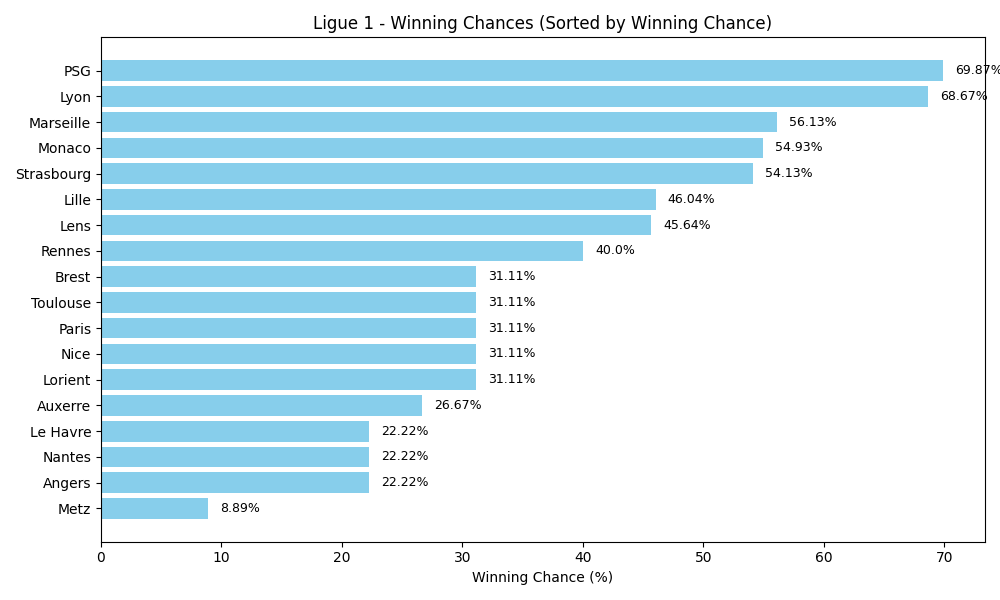 Ligue 1 - Winning Chances (Sorted by Winning Chance)
PSG 69.87%
Lyon 68.67%
Marseille 56.13%
Monaco 54.93%
Strasbourg 54.13%
Lille 46.04%
Lens 45.64%
Rennes 40.0%
Brest 31.11%
Toulouse 31.11%
Paris 31.11%
Nice 31.11%
Lorient 31.11%
Auxerre 26.67%
Le Havre 22.22%
Nantes 22.22%
Angers 22.22%
Metz 8.89%
0 10 20 30 40 50 60 70
Winning Chance (%)